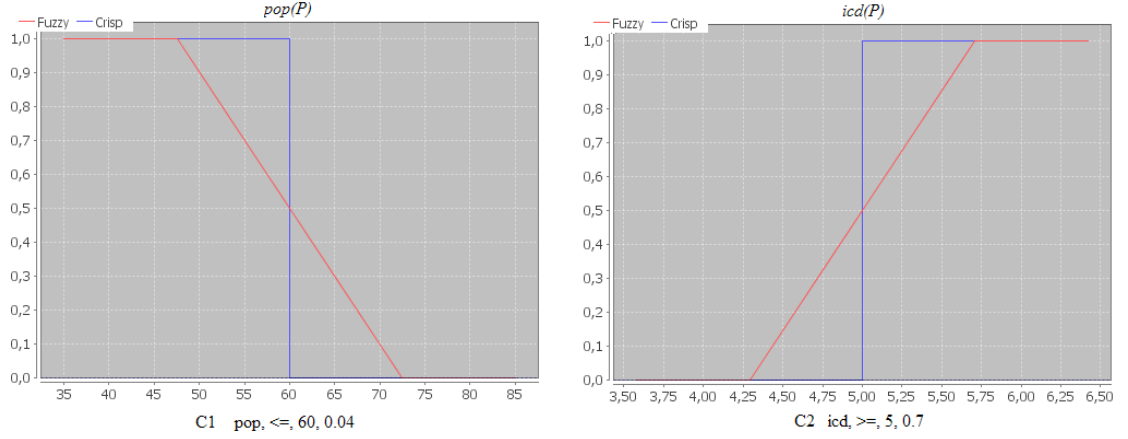 pop(P)
Fuzzy Crisp
1,0
0,9
0,8
0,7
0,6
0,5
0,4
0,3
0,2
0,1
0,0
35 40 45 50 55 60 65 70 75 80 85
C1 pop, <=, 60, 0.04
icd(P)
Fuzzy Crisp
1,0
0,9
0,8
0,7
0,6
0,5
0,4
0,3
0,2
0,1
0,0
3,50 3,75 4,00 4,25 4,50 4,75 5,00 5,25 5,50 5,75 6,00 6,25 6,50
C2 icd, >=, 5, 0.7